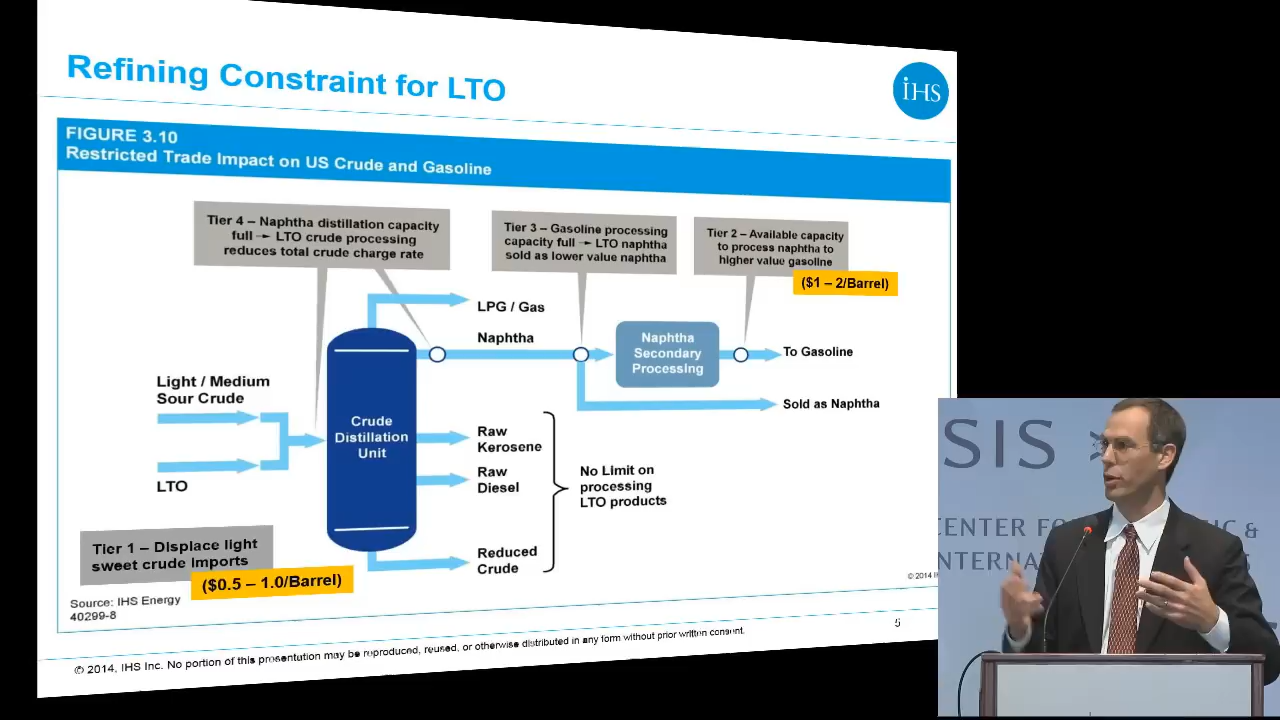 Refining Constraint for LTO
iHS
FIGURE 3.10
Restricted Trade Impact on US Crude and Gasoline
Tier 4 – Naphtha distillation capacity
full → LTO crude processing
reduces total crude charge rate
Tier 3 – Gasoline processing
capacity full → LTO naphtha
sold as lower value naphtha
Tier 2 – Available capacity
to process naphtha to
higher value gasoline
($1 – 2/Barrel)
LPG / Gas
Naphtha
Naphtha
Secondary
Processing
To Gasoline
Sold as Naphtha
Light / Medium
Sour Crude
LTO
Crude
Distillation
Unit
Raw
Kerosene
Raw
Diesel
Reduced
Crude
No Limit on
processing
LTO products
Tier 1 – Displace light
sweet crude imports
($0.5 – 1.0/Barrel)
Source: IHS Energy
40299-8
© 2014 
5
© 2014, IHS Inc. No portion of this presentation may be reproduced, reused, or otherwise distributed in any form without prior written consent.
SIS
CENTER
&